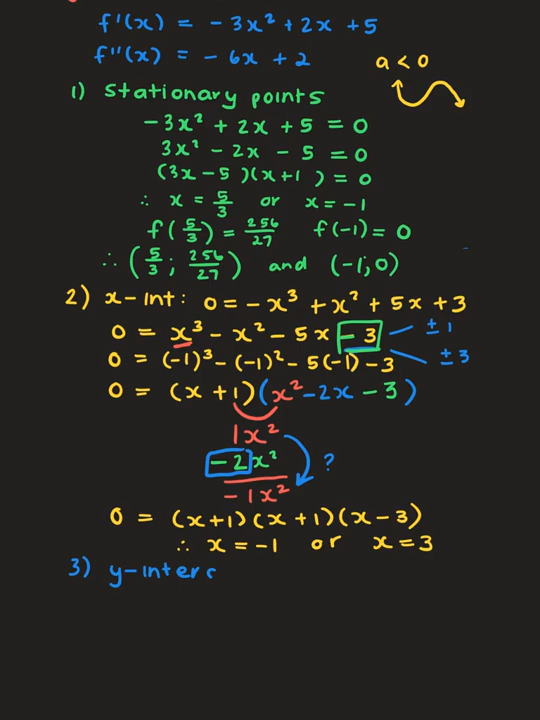 f'(x) = - 3x² + 2x + 5
f''(x) = - 6x + 2
a < 0
1) Stationary points
-3x² + 2x + 5 = 0
3x² - 2x - 5 = 0
(3x - 5)(x + 1) = 0
∴ x = 5/3 or x = -1
f(5/3) = 256/27 f(-1) = 0
∴ (5/3 ; 256/27) and (-1; 0)
2) x-int: 0 = -x³ + x² + 5x + 3
0 = x³ - x² - 5x - 3
± 1
± 3
0 = (-1)³ - (-1)² - 5(-1) - 3
0 = (x + 1)(x² - 2x - 3)
1x²
-2x² ?
-1x²
0 = (x+1)(x+1)(x-3)
∴ x = -1 or x = 3
3) y-interc